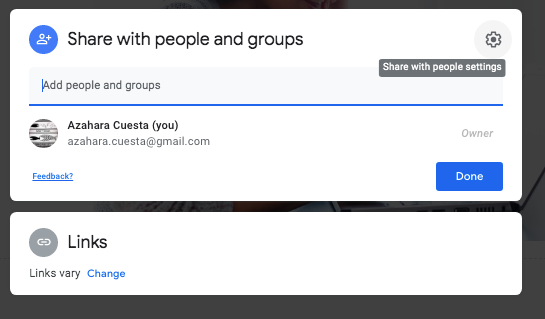 Share with people and groups
Share with people settings
Add people and groups
Azahara Cuesta (you)
azahara.cuesta@gmail.com
Owner
Feedback?
Done
Links
Links vary Change